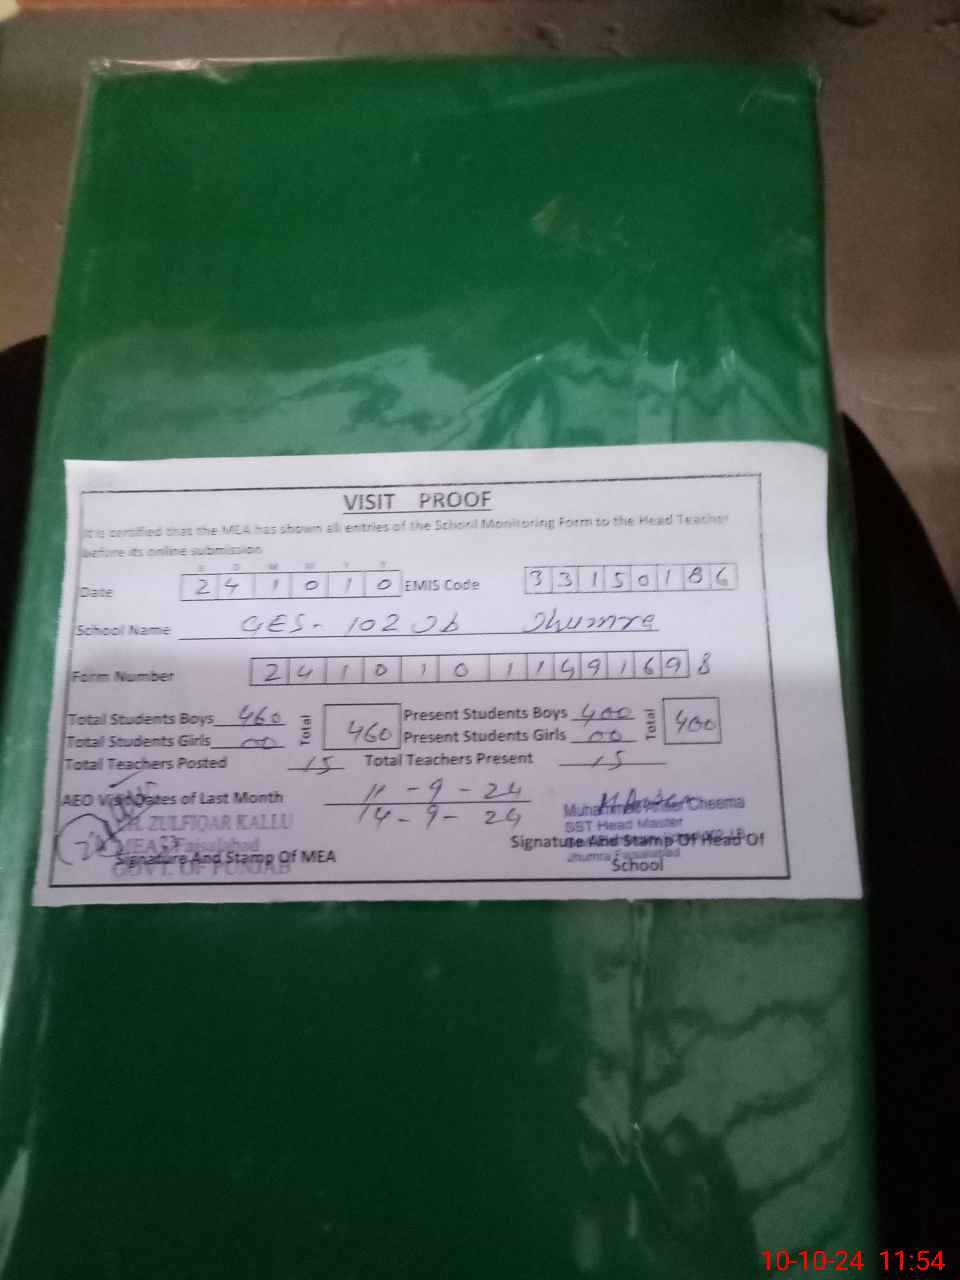 VISIT PROOF
It is certified that the MEA has shown all entries of the School Monitoring Form to the Head Teacher
before its online submission
D D M M Y Y
Date 2 4 1 0 1 0 EMIS Code 3 3 1 5 0 1 8 6
School Name GES- 102 Jb Jhumra
Form Number 2 4 1 0 1 0 1 1 4 9 1 6 9 8
Total Students Boys 460 Total 460 Present Students Boys 400 Total 400
Total Students Girls 00 Present Students Girls 00
Total Teachers Posted 15 Total Teachers Present 15
AEO Visit Dates of Last Month 11-9-24
14-9-24
ZULFIQAR KALLU
MEA Faisalabad
GOVT. OF PUNJAB
Signature And Stamp Of MEA
Cheema
SST Head Master
Jhumra Faisalabad
Signature And Stamp Of Head Of
School
10-10-24 11:54